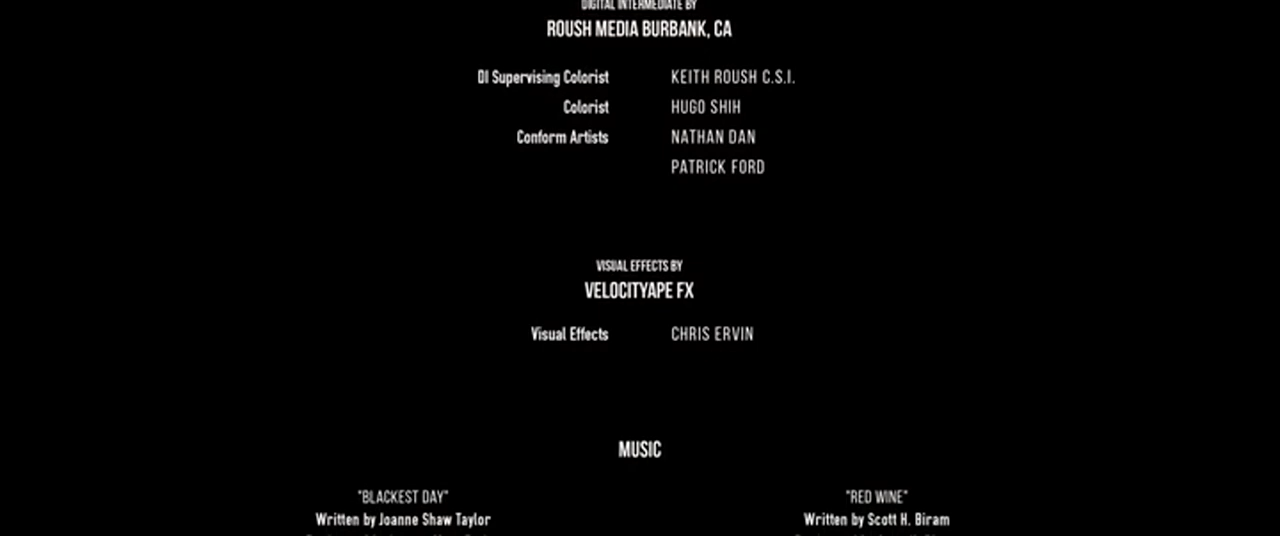 DIGITAL INTERMEDIATE BY
ROUSH MEDIA BURBANK, CA
DI Supervising Colorist KEITH ROUSH C.S.I.
Colorist HUGO SHIH
Conform Artists NATHAN DAN
PATRICK FORD
VISUAL EFFECTS BY
VELOCITYAPE FX
Visual Effects CHRIS ERVIN
MUSIC
"BLACKEST DAY"
Written by Joanne Shaw Taylor
"RED WINE"
Written by Scott H. Biram